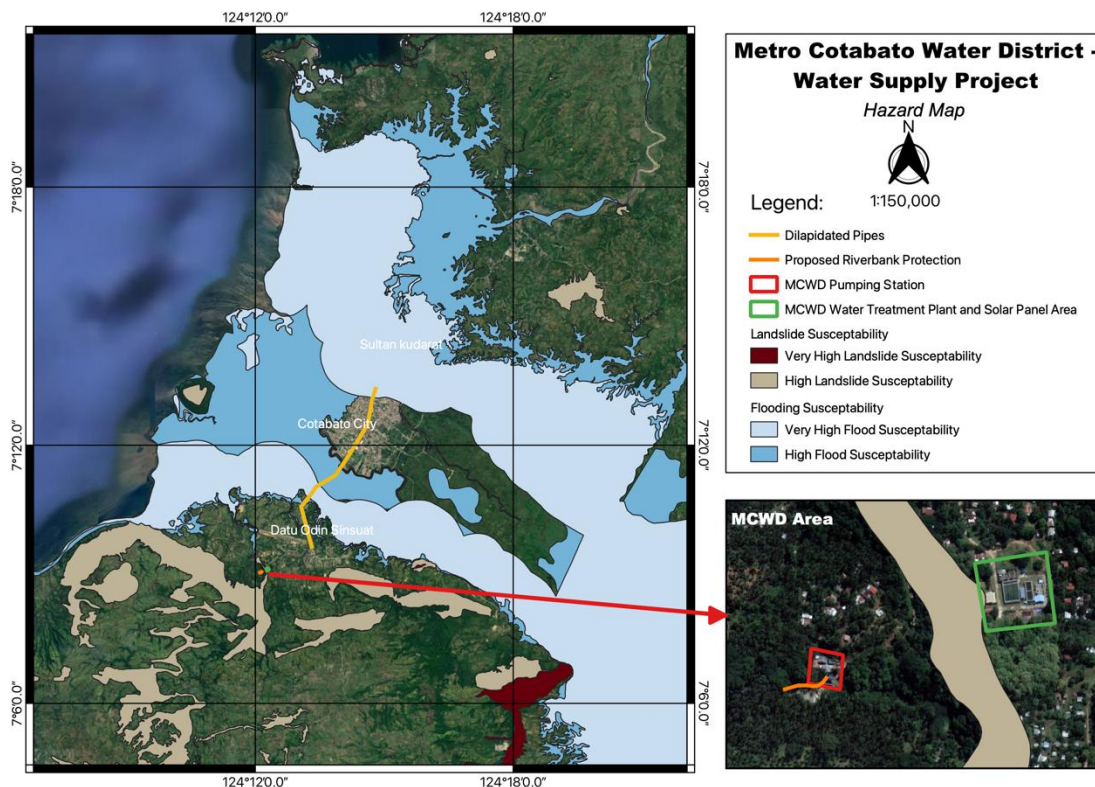 124°12'0.0"
124°18'0.0"
7°18'0.0"
7°18'0.0"
Sultan kudarat
Cotabato City
7°12'0.0"
7°12'0.0"
Datu Odin Sinsuat
7°6'0.0"
7°6'0.0"
124°12'0.0"
124°18'0.0"
Metro Cotabato Water District -
Water Supply Project
Hazard Map
N
1:150,000
Legend:
Dilapidated Pipes
Proposed Riverbank Protection
MCWD Pumping Station
MCWD Water Treatment Plant and Solar Panel Area
Landslide Susceptability
Very High Landslide Susceptability
High Landslide Susceptability
Flooding Susceptability
Very High Flood Susceptability
High Flood Susceptability
MCWD Area